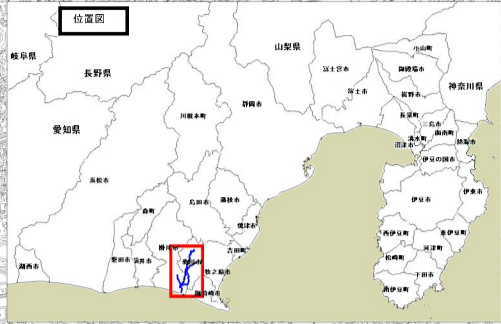 位置図
小山町
山梨県
岐阜県
富士宮市
御殿場市
長野県
神奈川県
富士市
裾野市
静岡市
長泉町
川根本町
三島市
函南町
愛知県
清水町
熱海市
沼津市
伊豆の国市
浜松市
伊東市
島田市
藤枝市
伊豆市
森町
焼津市
西伊豆町
東伊豆町
掛川市
吉田町
河津町
磐田市
袋井市
菊川市
松崎町
湖西市
牧之原市
下田市
御前崎市
南伊豆町